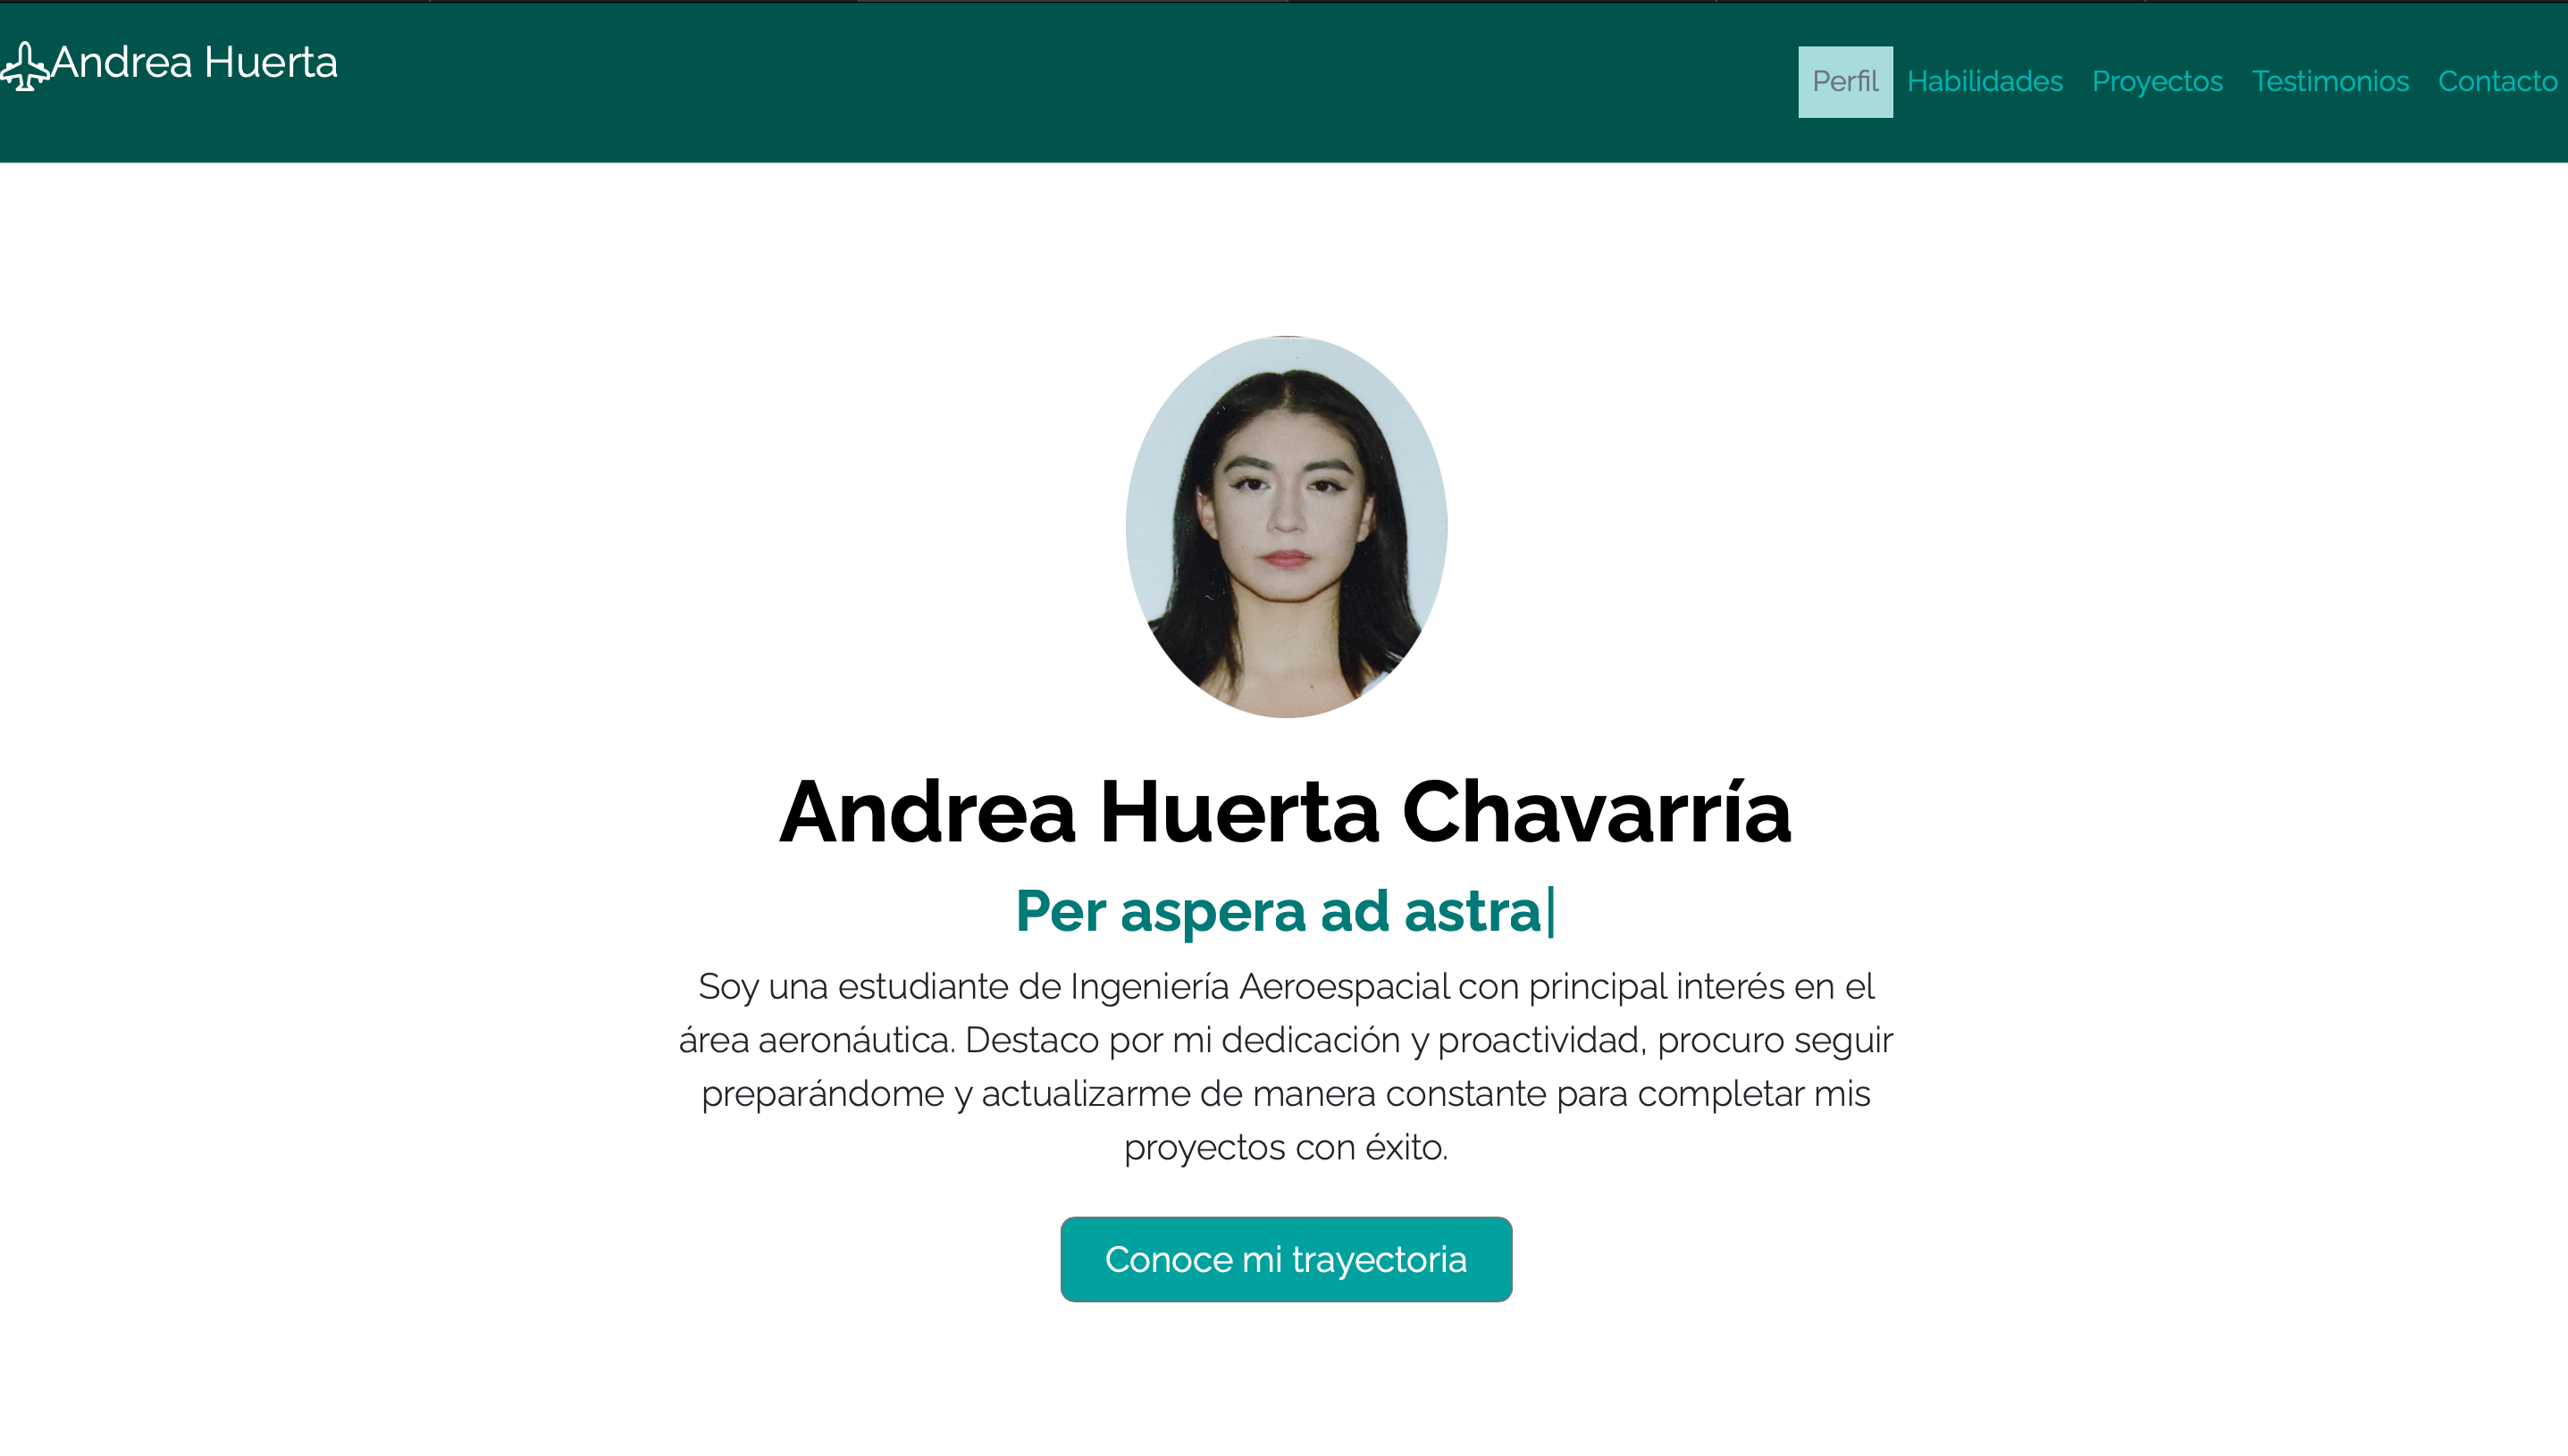 Andrea Huerta
Perfil Habilidades Proyectos Testimonios Contacto
Andrea Huerta Chavarría
Per aspera ad astra|
Soy una estudiante de Ingeniería Aeroespacial con principal interés en el
área aeronáutica. Destaco por mi dedicación y proactividad, procuro seguir
preparándome y actualizarme de manera constante para completar mis
proyectos con éxito.
Conoce mi trayectoria